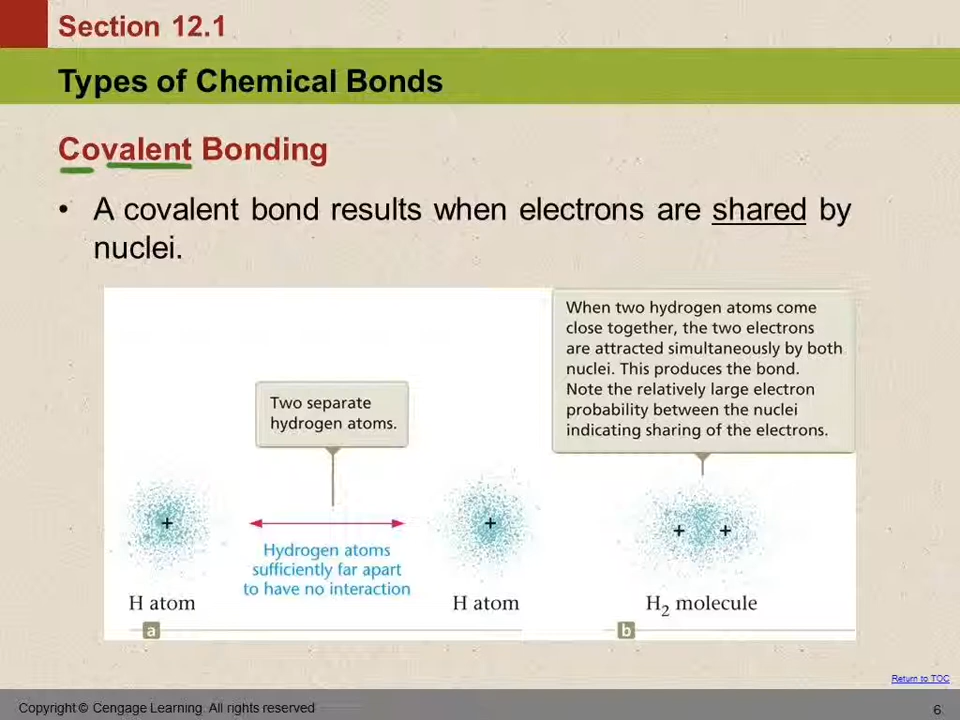 Section 12.1
Types of Chemical Bonds
Covalent Bonding
• A covalent bond results when electrons are shared by
nuclei.
When two hydrogen atoms come
close together, the two electrons
are attracted simultaneously by both
nuclei. This produces the bond.
Note the relatively large electron
probability between the nuclei
indicating sharing of the electrons.
Two separate
hydrogen atoms.
+ + + +
Hydrogen atoms
sufficiently far apart
to have no interaction
H atom H atom H₂ molecule
a b
Return to TOC
Copyright © Cengage Learning. All rights reserved 6